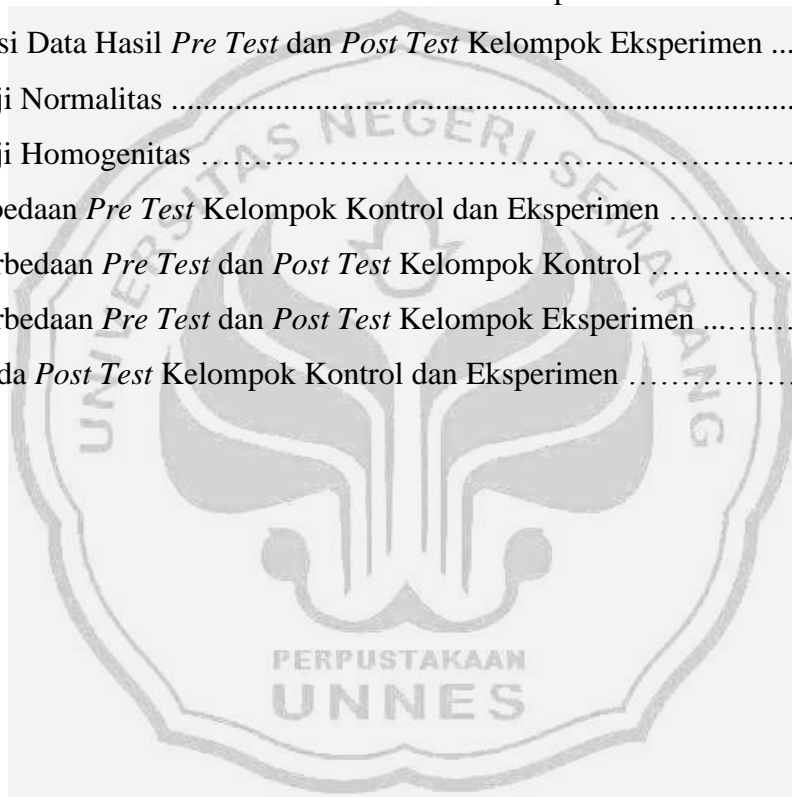 si Data Hasil Pre Test dan Post Test Kelompok Eksperimen ...
ji Normalitas ....................................................................................
ji Homogenitas ……………………………………………………
bedaan Pre Test Kelompok Kontrol dan Eksperimen ……...….
rbedaan Pre Test dan Post Test Kelompok Kontrol ……..……
rbedaan Pre Test dan Post Test Kelompok Eksperimen ...…...
da Post Test Kelompok Kontrol dan Eksperimen ……………
UNIVERSITAS NEGERI SEMARANG
PERPUSTAKAAN
UNNES